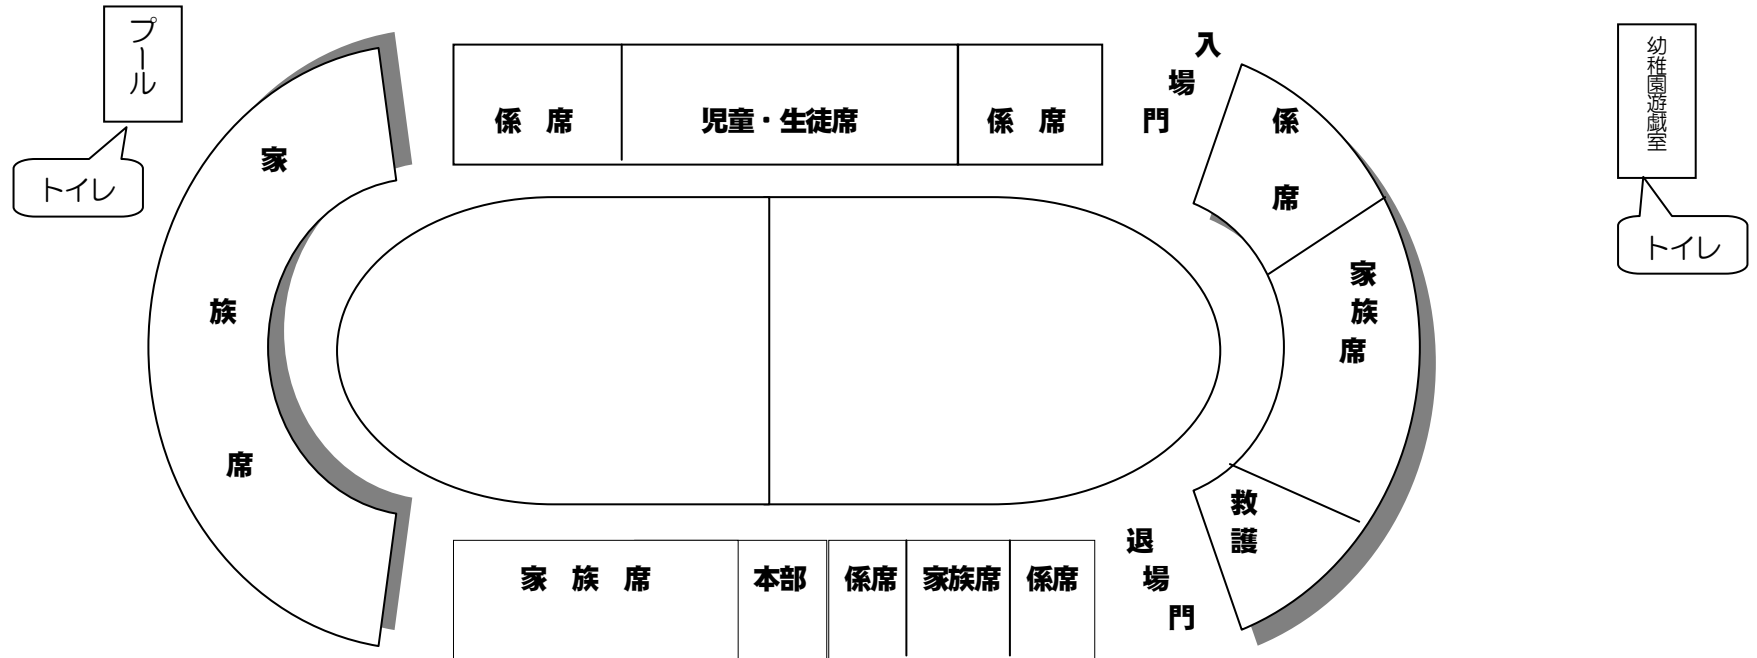 プール
トイレ
家族席
係 席
児童・生徒席
係 席
入場門
係席
家族席
救護
退場門
家 族 席
本部
係席
家族席
係席
幼稚園遊戯室
トイレ